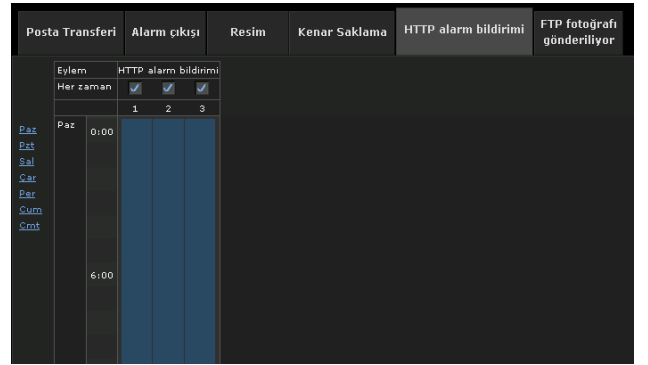 Posta Transferi Alarm çıkışı Resim Kenar Saklama HTTP alarm bildirimi FTP fotoğrafı gönderiliyor
Eylem HTTP alarm bildirimi
Her zaman
1 2 3
Paz 0:00
Paz
Pzt
Sal
Çar
Per
Cum
Cmt
6:00